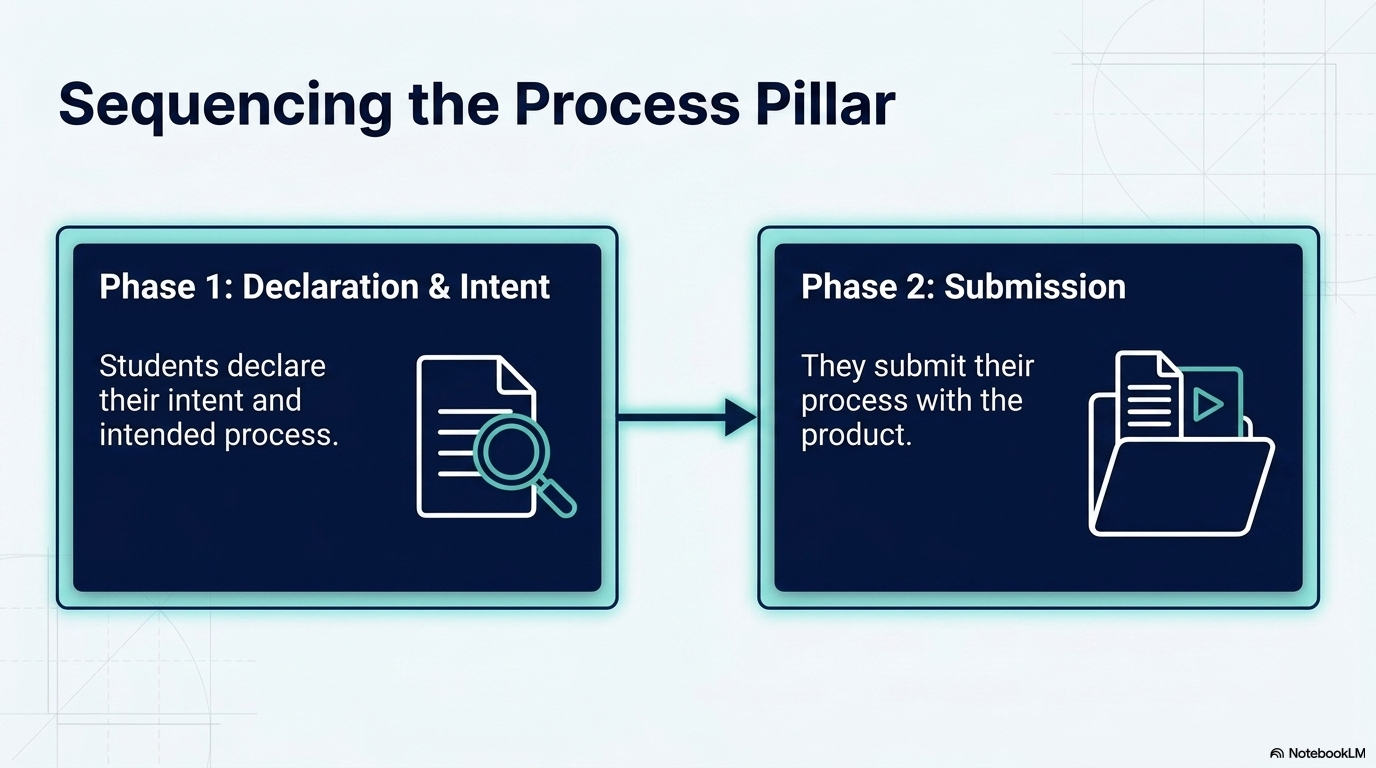 Sequencing the Process Pillar
Phase 1: Declaration & Intent
Students declare
their intent and
intended process.
Phase 2: Submission
They submit their
process with the
product.
NotebookLM